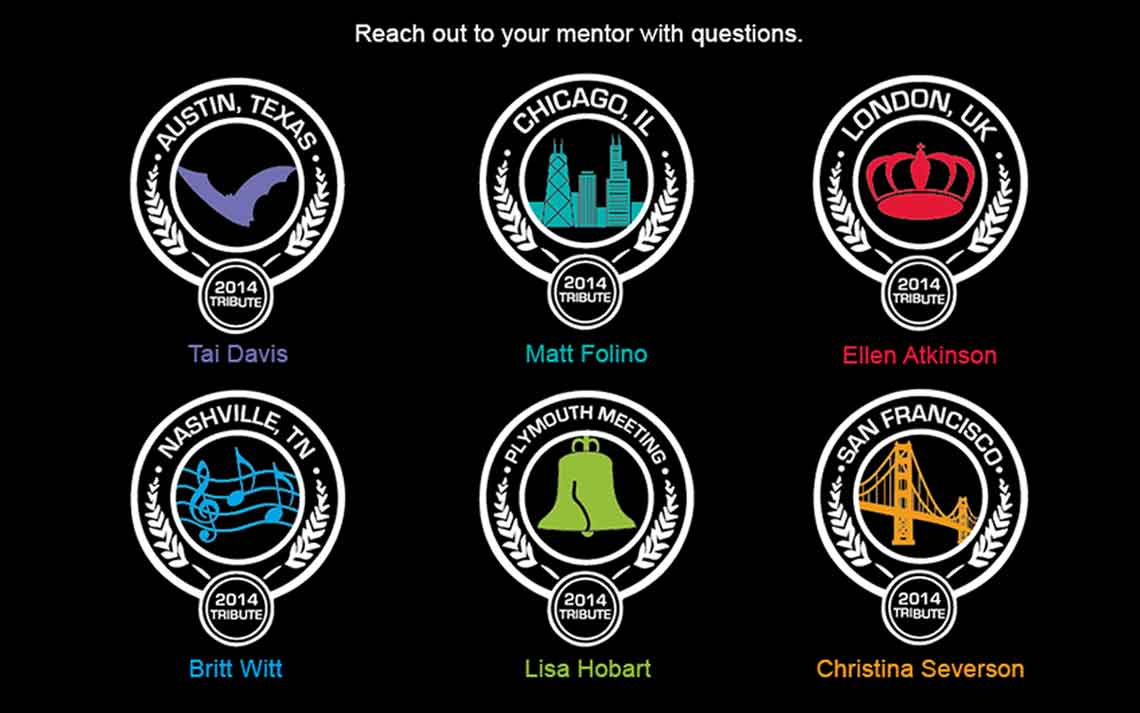 Reach out to your mentor with questions.
AUSTIN, TEXAS
2014
TRIBUTE
Tai Davis
CHICAGO, IL
2014
TRIBUTE
Matt Folino
LONDON, UK
2014
TRIBUTE
Ellen Atkinson
NASHVILLE, TN
2014
TRIBUTE
Britt Witt
PLYMOUTH MEETING
2014
TRIBUTE
Lisa Hobart
SAN FRANCISCO
2014
TRIBUTE
Christina Severson